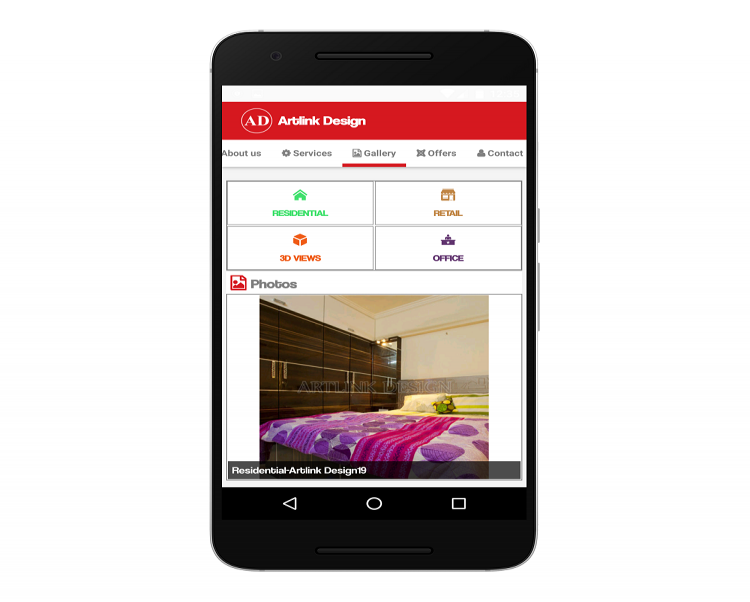 AD Artlink Design
About us Services Gallery Offers Contact
RESIDENTIAL RETAIL
3D VIEWS OFFICE
Photos
ARTLINK DESIGN
Residential-Artlink Design19